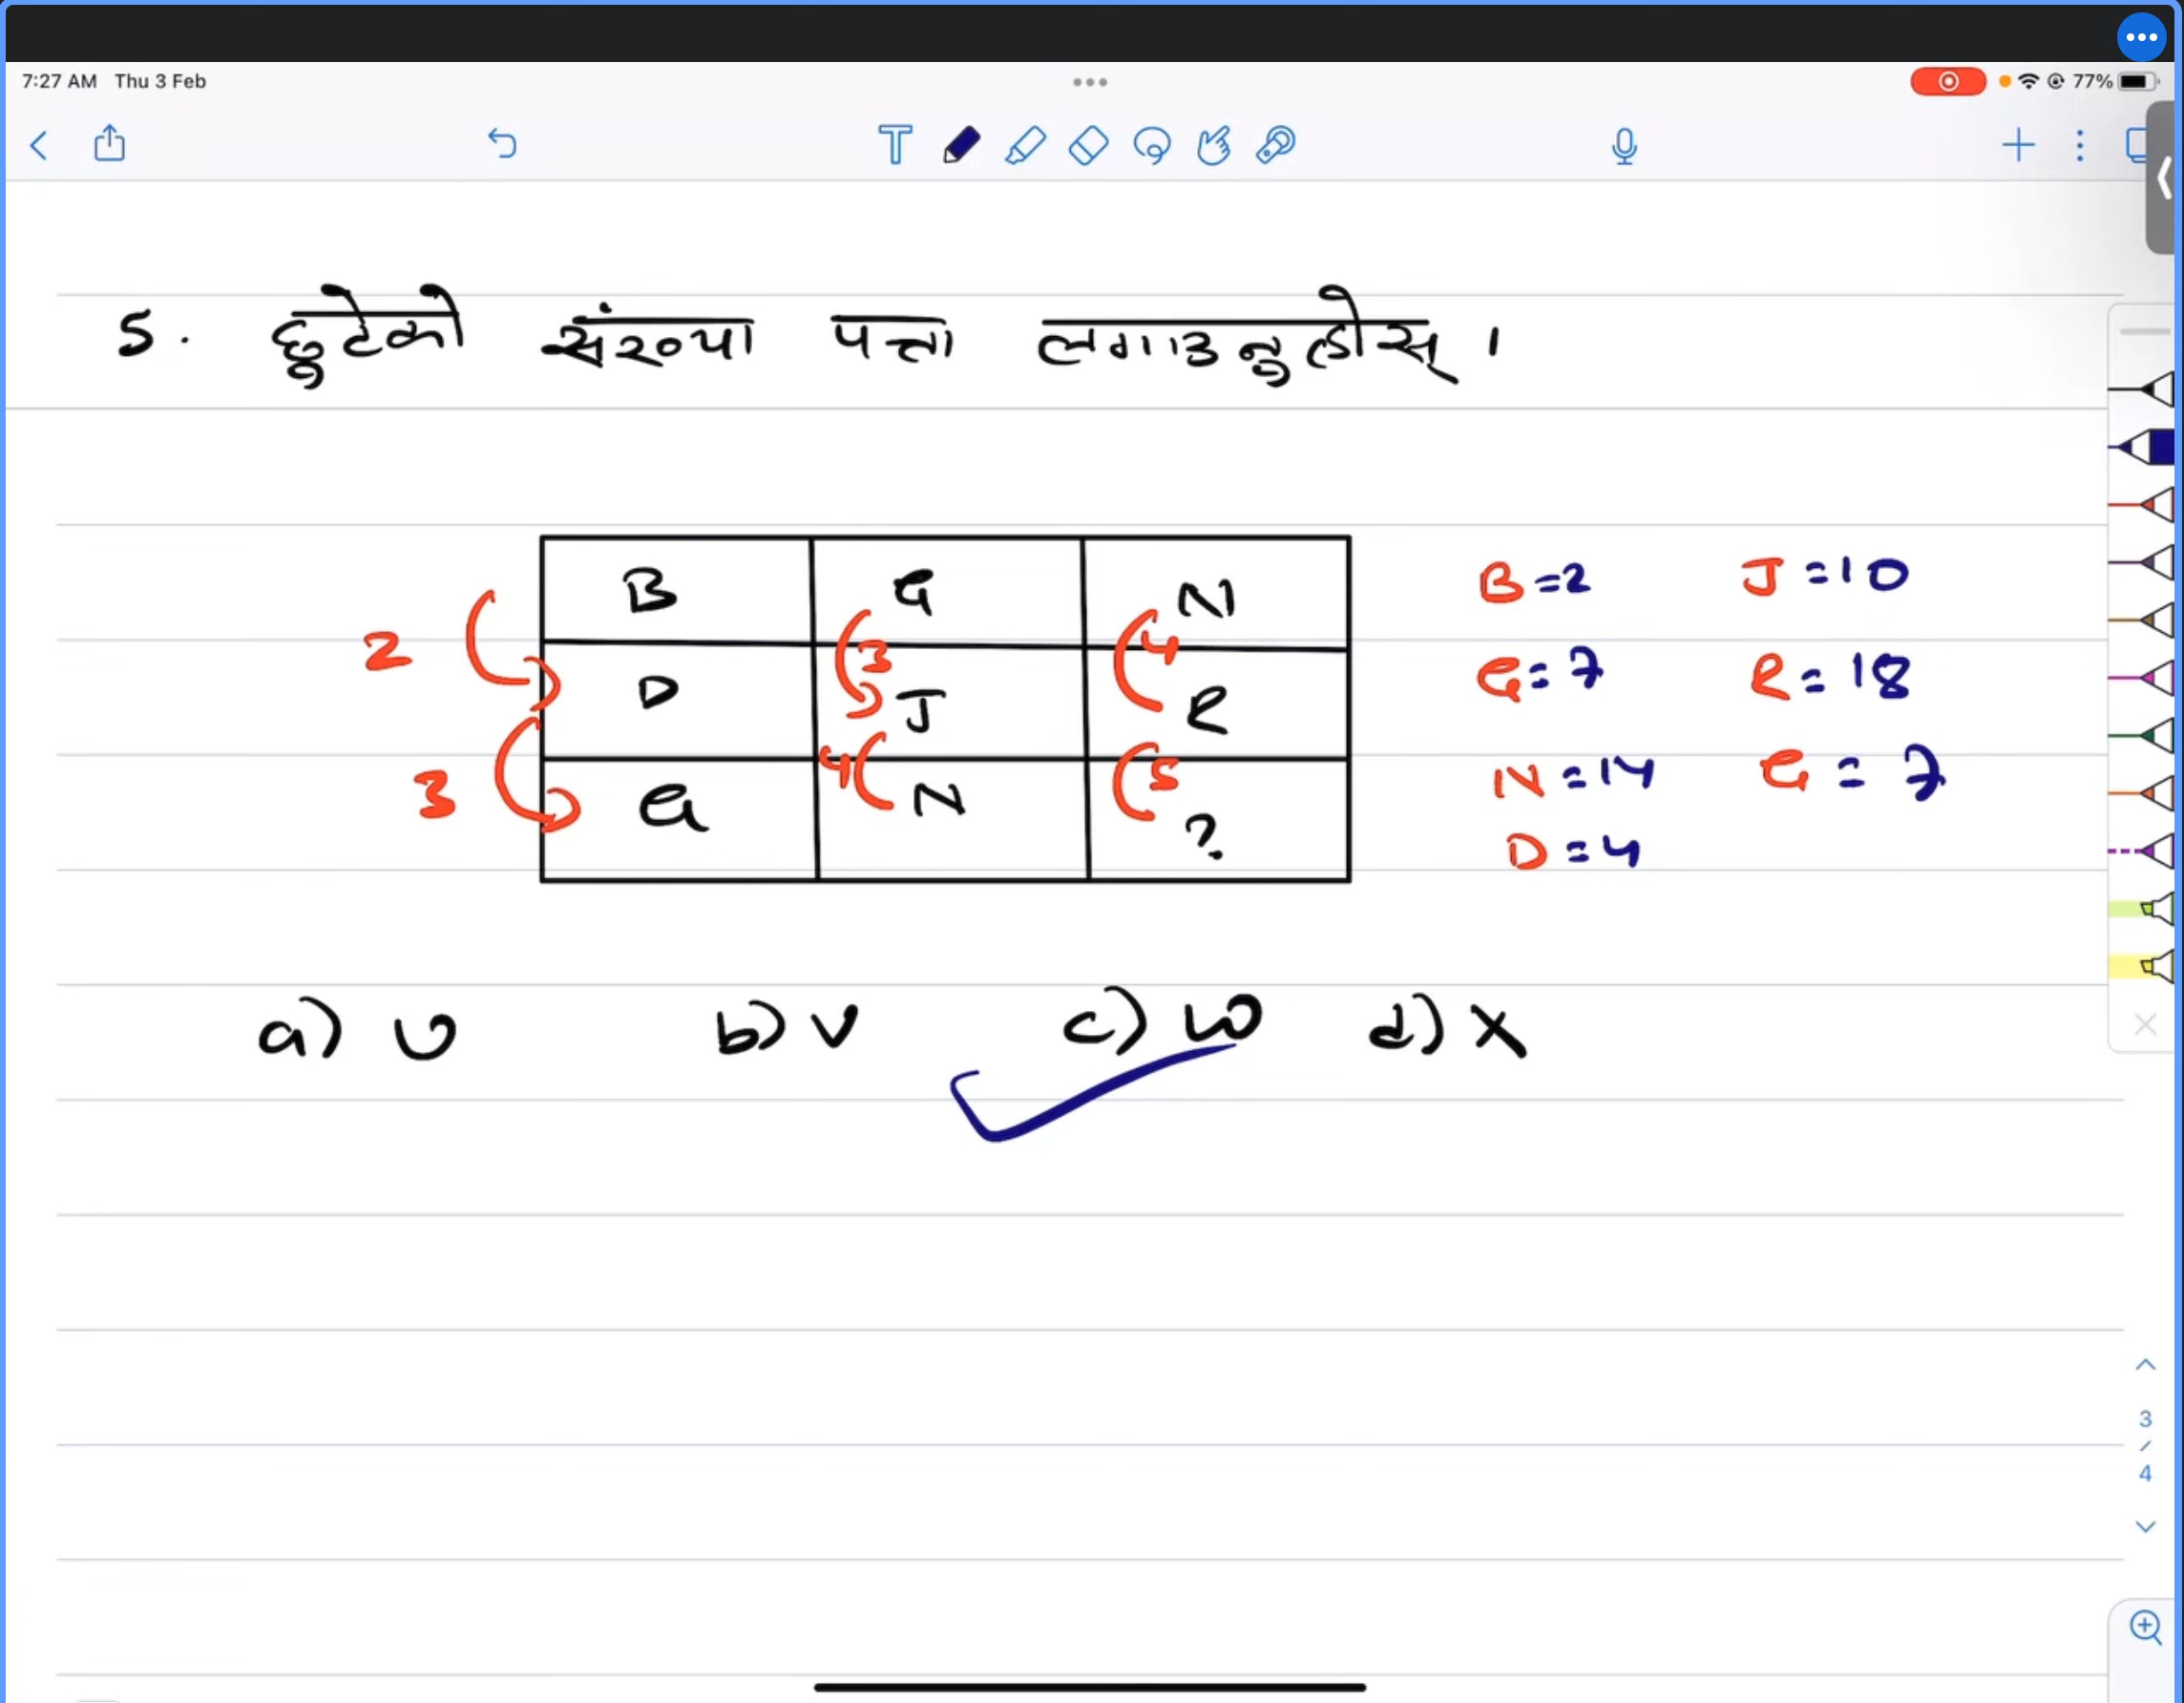 7:27 AM Thu 3 Feb
77%
5. छुटेको संख्या पत्ता लगाउनुहोस् ।
B G N B=2 J=10
2 3 4
D J R G=7 R=18
3 4 5
G N ? N=14 G=7
D=4
a) U b) V c) W d) X
3
/
4